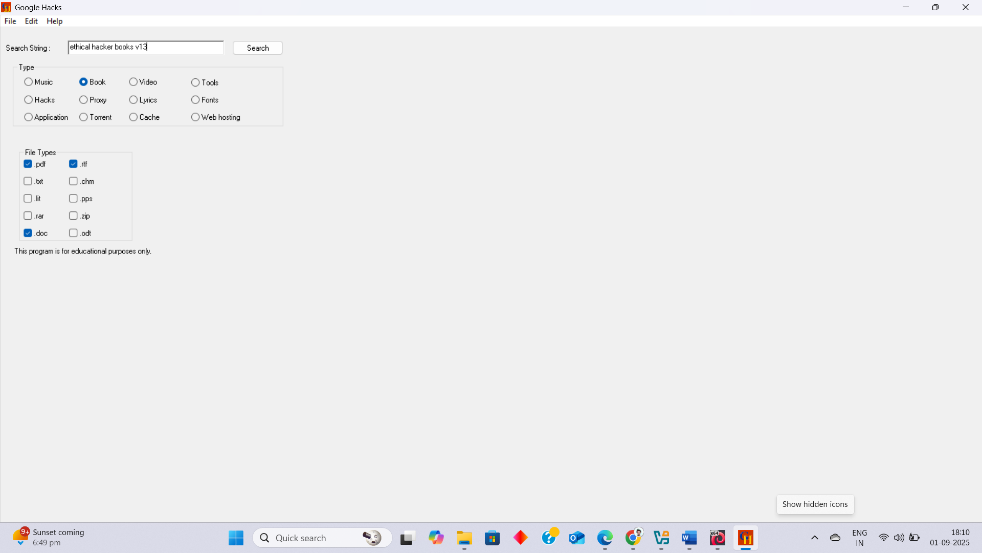 Google Hacks
File Edit Help
Search String : ethical hacker books v13 Search
Type
Music Book Video Tools
Hacks Proxy Lyrics Fonts
Application Torrent Cache Web hosting
File Types
.pdf .rtf
.txt .chm
.lit .pps
.rar .zip
.doc .odt
This program is for educational purposes only.
Show hidden icons
9+ Sunset coming
6:49 pm
Quick search
ENG
IN
18:10
01-09-2025